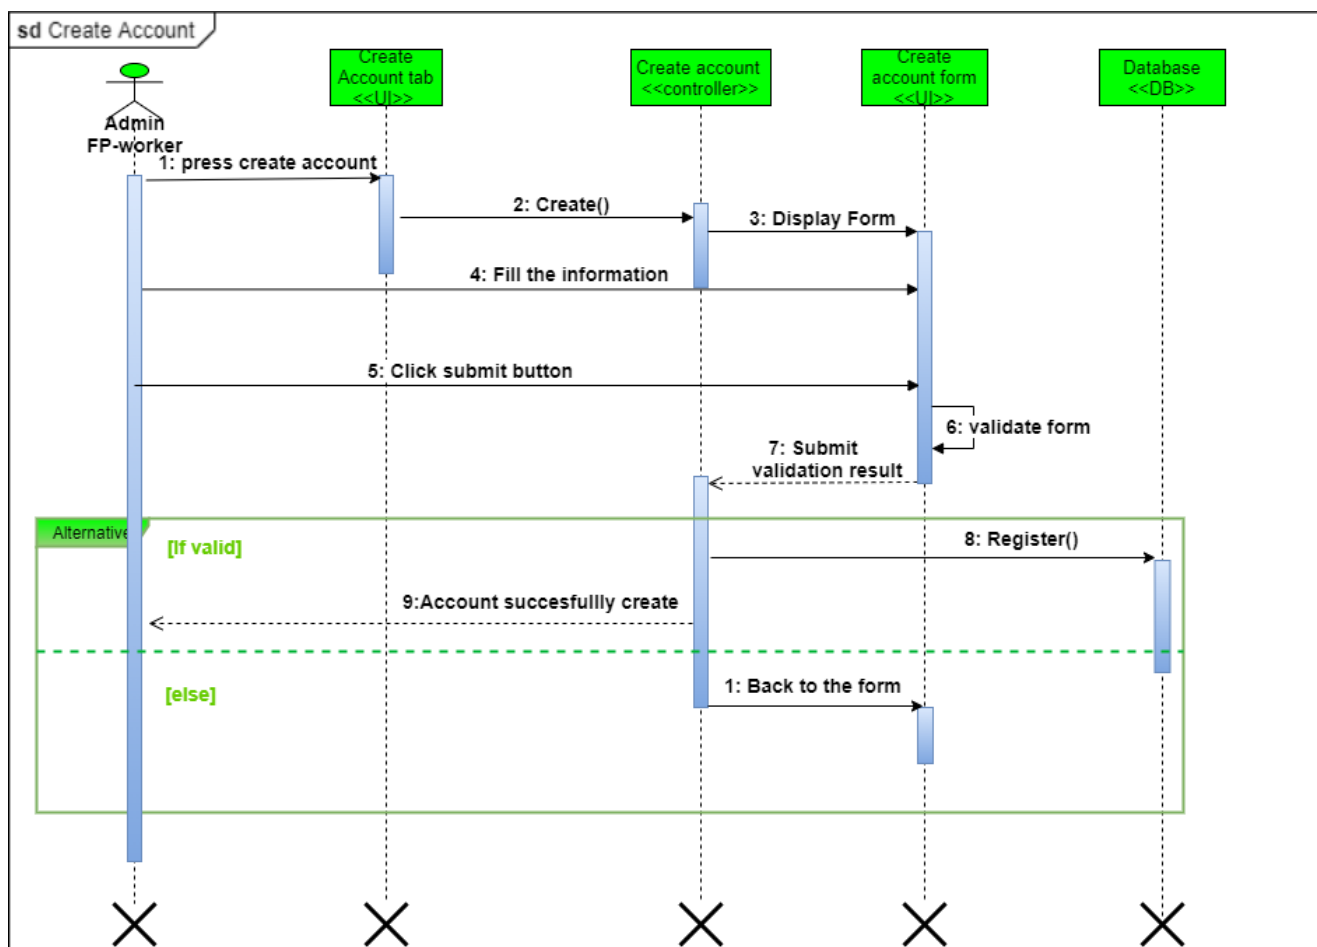 sd Create Account
Create
Account tab
<<UI>>
Create account
<<controller>>
Create
account form
<<UI>>
Database
<<DB>>
Admin
FP-worker
1: press create account
2: Create()
3: Display Form
4: Fill the information
5: Click submit button
6: validate form
7: Submit
validation result
Alternative
[If valid]
8: Register()
9:Account succesfullly create
[else]
1: Back to the form